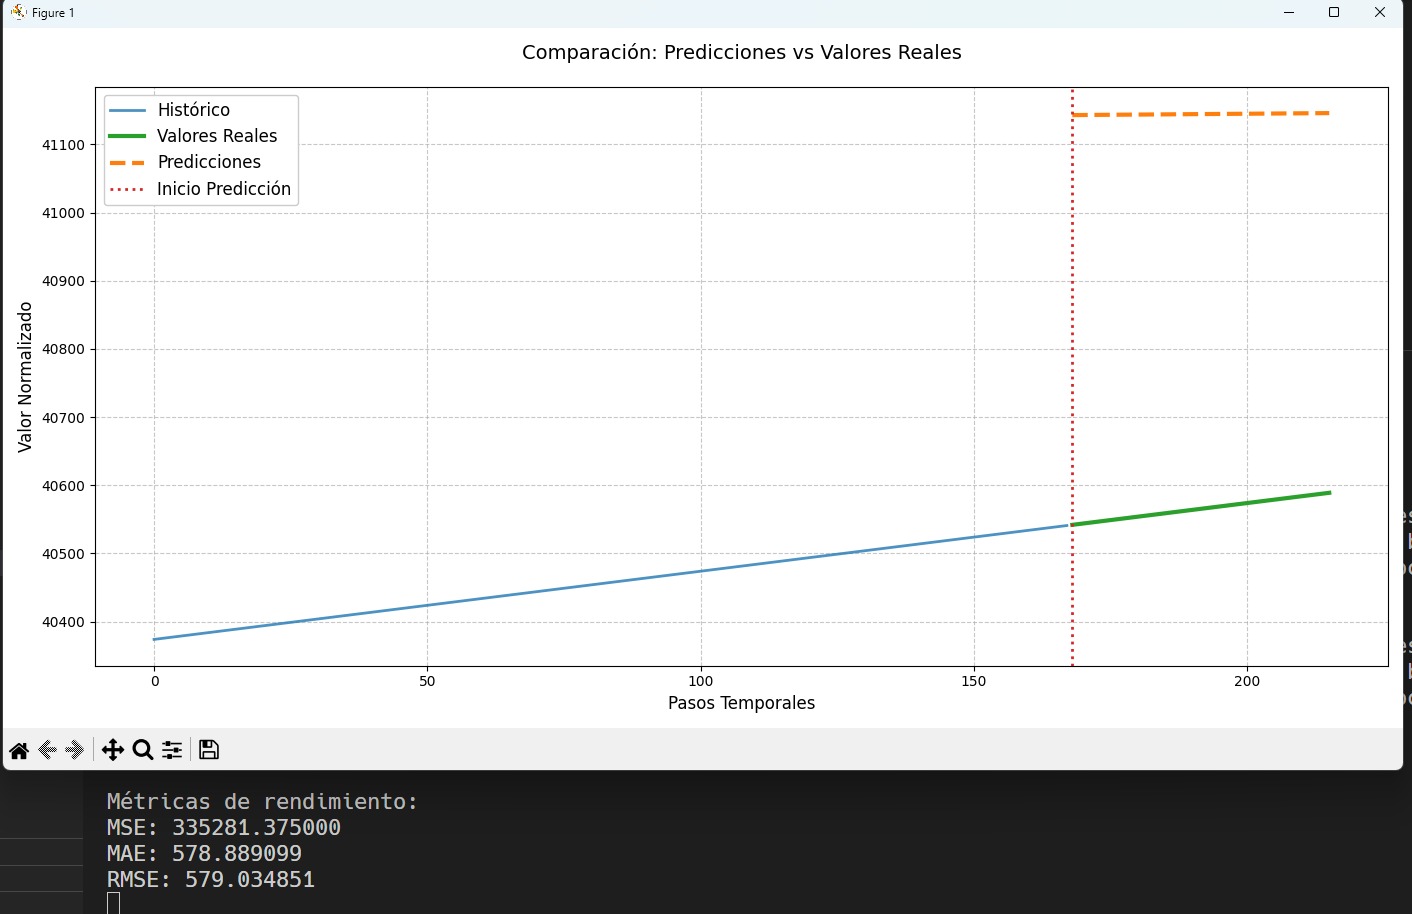 Figure 1
Comparación: Predicciones vs Valores Reales
Histórico
Valores Reales
Predicciones
Inicio Predicción
Valor Normalizado
41100
41000
40900
40800
40700
40600
40500
40400
0 50 100 150 200
Pasos Temporales
Métricas de rendimiento:
MSE: 335281.375000
MAE: 578.889099
RMSE: 579.034851